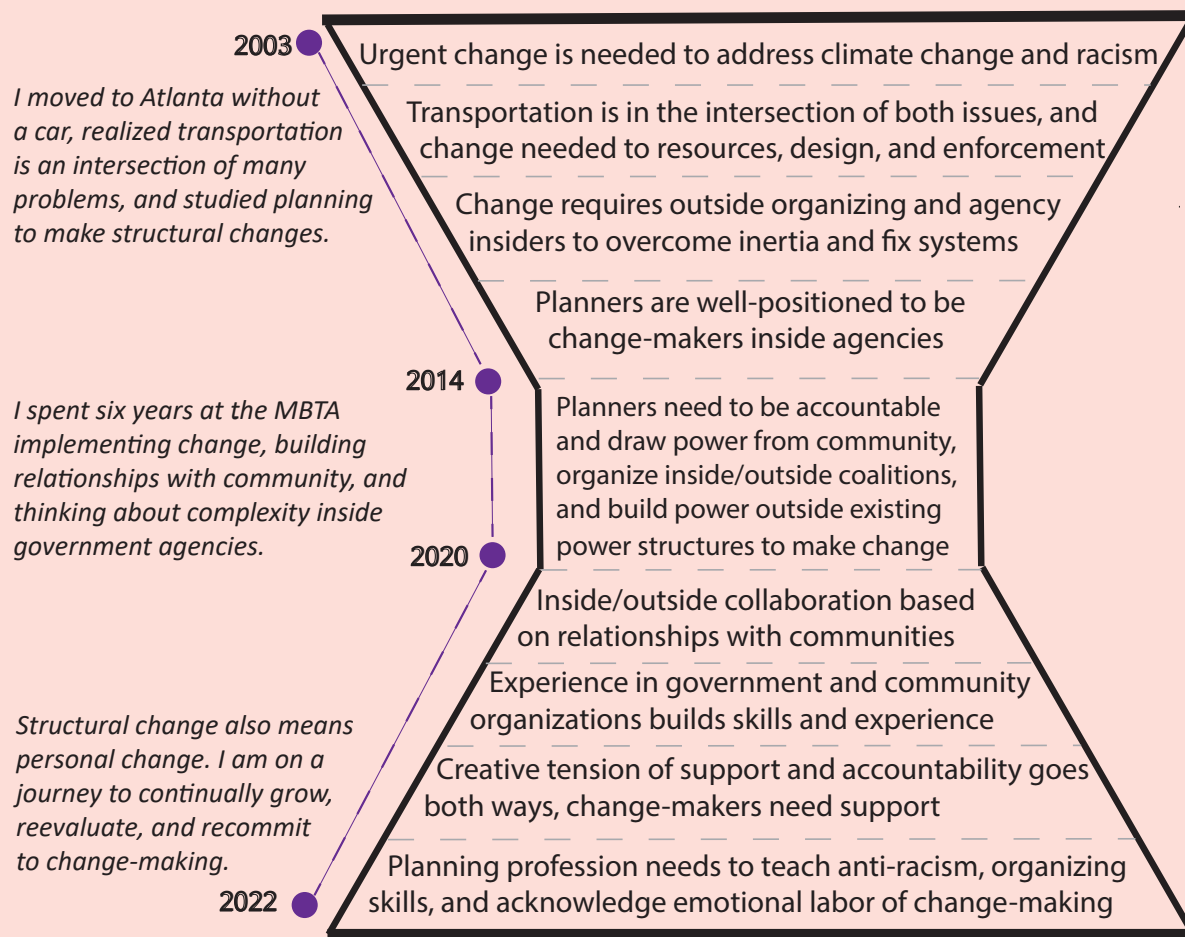 2003
I moved to Atlanta without
a car, realized transportation
is an intersection of many
problems, and studied planning
to make structural changes.
2014
I spent six years at the MBTA
implementing change, building
relationships with community, and
thinking about complexity inside
government agencies.
2020
Structural change also means
personal change. I am on a
journey to continually grow,
reevaluate, and recommit
to change-making.
2022
Urgent change is needed to address climate change and racism
Transportation is in the intersection of both issues, and
change needed to resources, design, and enforcement
Change requires outside organizing and agency
insiders to overcome inertia and fix systems
Planners are well-positioned to be
change-makers inside agencies
Planners need to be accountable
and draw power from community,
organize inside/outside coalitions,
and build power outside existing
power structures to make change
Inside/outside collaboration based
on relationships with communities
Experience in government and community
organizations builds skills and experience
Creative tension of support and accountability goes
both ways, change-makers need support
Planning profession needs to teach anti-racism, organizing
skills, and acknowledge emotional labor of change-making